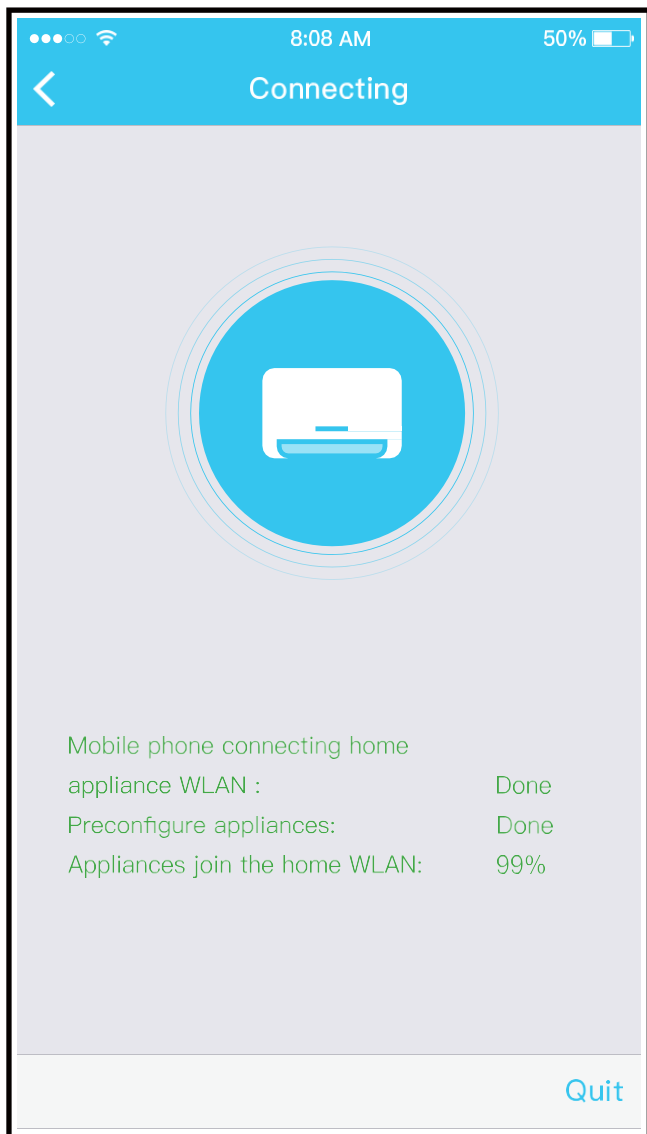 8:08 AM 50%
Connecting
Mobile phone connecting home
appliance WLAN : Done
Preconfigure appliances: Done
Appliances join the home WLAN: 99%
Quit